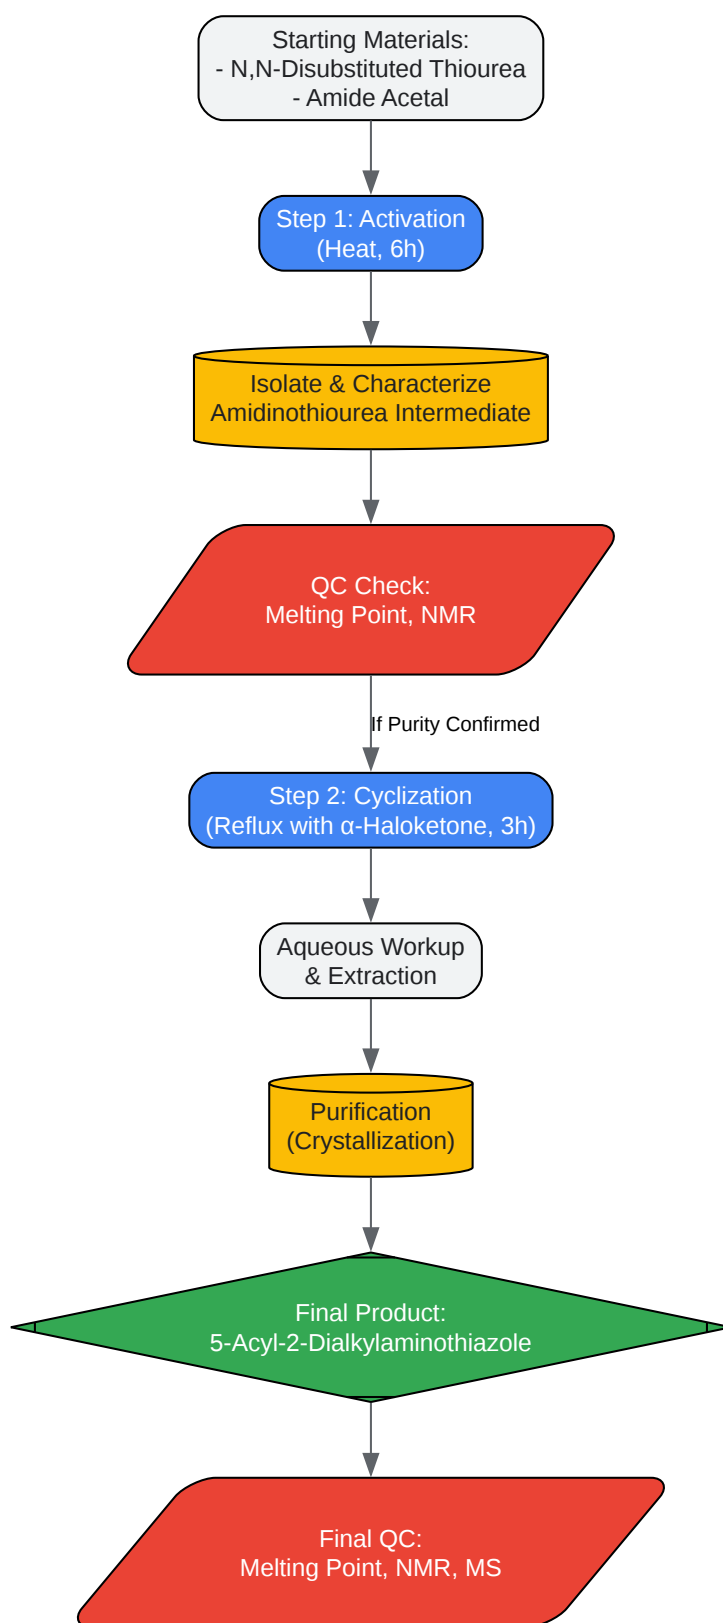 Starting Materials:
- N,N-Disubstituted Thiourea
- Amide Acetal
Step 1: Activation
(Heat, 6h)
Isolate & Characterize
Amidinothiourea Intermediate
QC Check:
Melting Point, NMR
If Purity Confirmed
Step 2: Cyclization
(Reflux with α-Haloketone, 3h)
Aqueous Workup
& Extraction
Purification
(Crystallization)
Final Product:
5-Acyl-2-Dialkylaminothiazole
Final QC:
Melting Point, NMR, MS